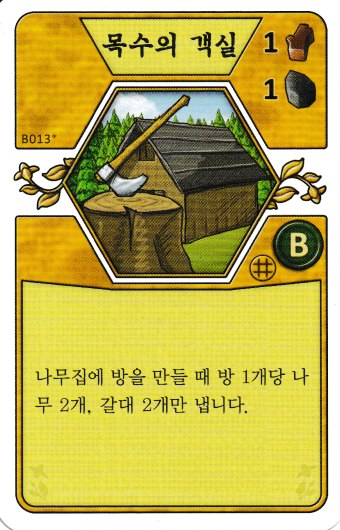 목수의 객실
1
1
B013*
B
나무집에 방을 만들 때 방 1개당 나
무 2개, 갈대 2개만 냅니다.